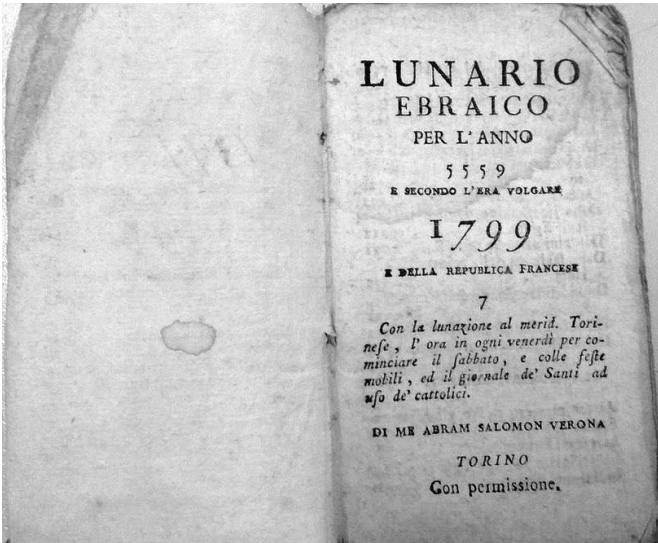 LUNARIO
EBRAICO
PER L'ANNO
5559
E SECONDO L'ERA VOLGARE
1799
E DELLA REPUBLICA FRANCESE
7
Con la lunazione al merid. Tori-
neſe, l'ora in ogni venerdì per co-
minciare il ſabbato, e colle feſte
mobili, ed il giornale de' Santi ad
uſo de' cattolici.
DI ME ABRAM SALOMON VERONA
TORINO
Con permissione.